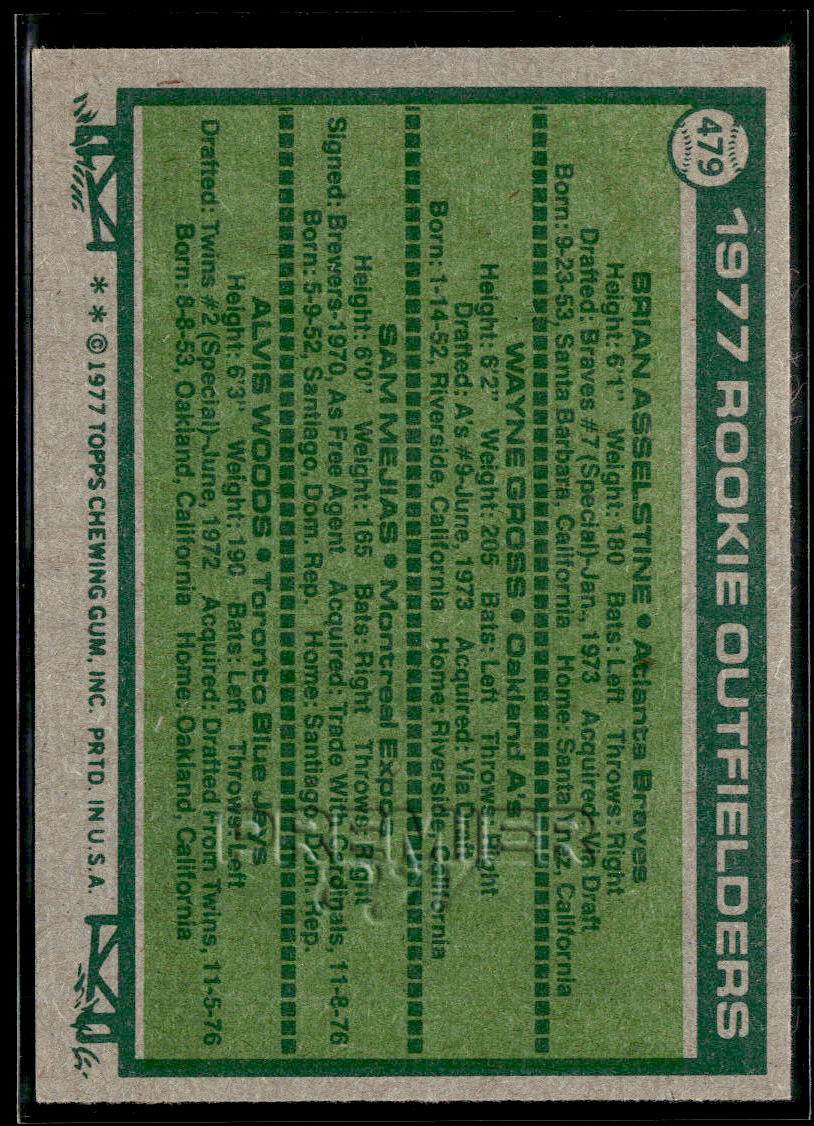 479
1977 ROOKIE OUTFIELDERS
BRIAN ASSELSTINE • Atlanta Braves
Height: 6'1" Weight: 180 Bats: Left Throws: Right
Drafted: Braves #7 (Special)-Jan., 1973 Acquired: Via Draft
Born: 9-23-53, Santa Barbara, California Home: Santa Ynez, California
WAYNE GROSS • Oakland A's
Height: 6'2" Weight: 205 Bats: Left Throws: Right
Drafted: A's #9-June, 1973 Acquired: Via Draft
Born: 1-14-52, Riverside, California Home: Riverside, California
SAM MEJIAS • Montreal Expos
Height: 6'0" Weight: 165 Bats: Right Throws: Right
Signed: Brewers-1970, As Free Agent Acquired: Trade With Cardinals, 11-8-76
Born: 5-9-52, Santiago, Dom. Rep. Home: Santiago, Dom. Rep.
ALVIS WOODS • Toronto Blue Jays
Height: 6'3" Weight: 190 Bats: Left Throws: Left
Drafted: Twins #2 (Special)-June, 1972 Acquired: Drafted From Twins, 11-5-76
Born: 8-8-53, Oakland, California Home: Oakland, California
* * © 1977 TOPPS CHEWING GUM, INC. PRTD. IN U.S.A.
PREMIER